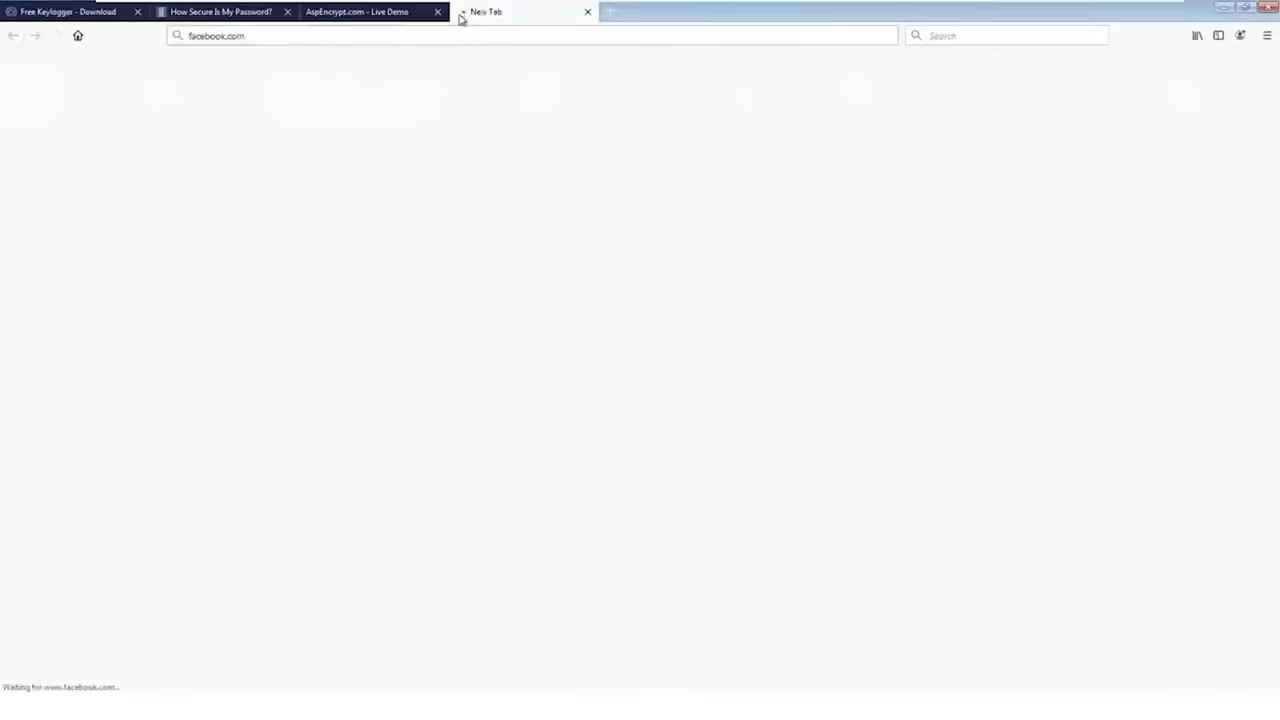 Free Keylogger - Download
How Secure Is My Password?
AspEncrypt.com - Live Demo
New Tab
facebook.com
Search
Waiting for www.facebook.com...